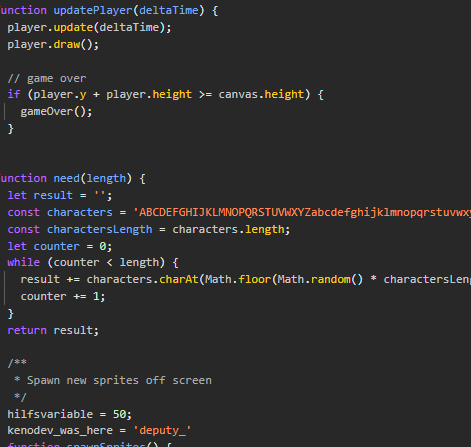 unction updatePlayer(deltaTime) {
player.update(deltaTime);
player.draw();
// game over
if (player.y + player.height >= canvas.height) {
gameOver();
}
unction need(length) {
let result = '';
const characters = 'ABCDEFGHIJKLMNOPQRSTUVWXYZabcdefghijklmnopqrstuvwxy
const charactersLength = characters.length;
let counter = 0;
while (counter < length) {
result += characters.charAt(Math.floor(Math.random() * charactersLeng
counter += 1;
}
return result;
/**
* Spawn new sprites off screen
*/
hilfsvariable = 50;
kenodev_was_here = 'deputy_'
function spawnSprites() {